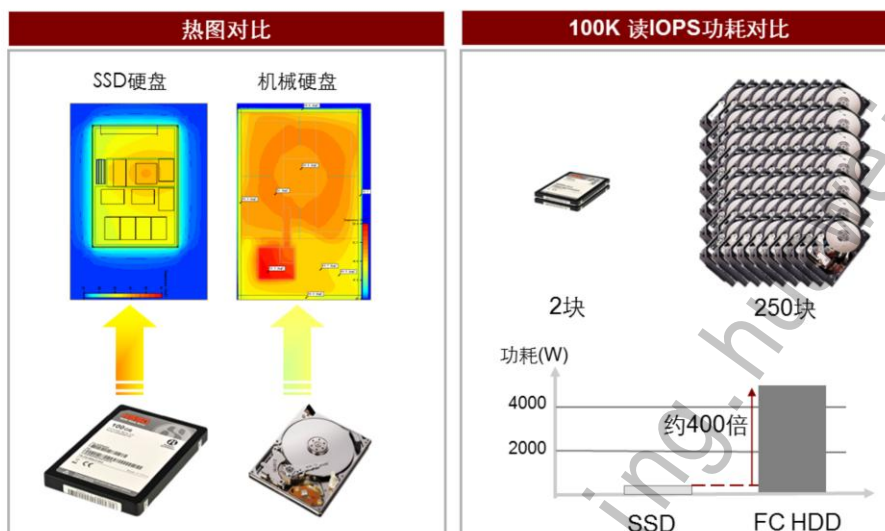 热图对比
SSD硬盘
机械硬盘
100K 读IOPS功耗对比
2块
250块
功耗(W)
4000
2000
约400倍
SSD
FC HDD